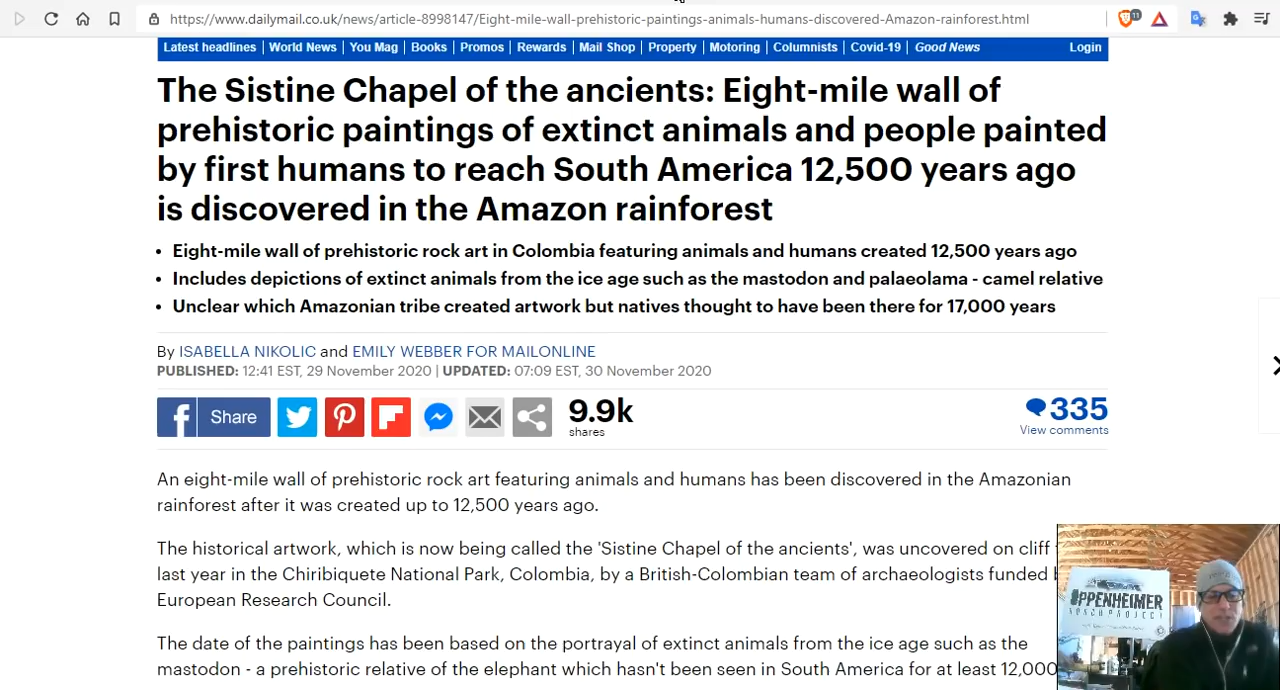 https://www.dailymail.co.uk/news/article-8998147/Eight-mile-wall-prehistoric-paintings-animals-humans-discovered-Amazon-rainforest.html
11
Latest headlines | World News | You Mag | Books | Promos | Rewards | Mail Shop | Property | Motoring | Columnists | Covid-19 | Good News Login
The Sistine Chapel of the ancients: Eight-mile wall of
prehistoric paintings of extinct animals and people painted
by first humans to reach South America 12,500 years ago
is discovered in the Amazon rainforest
• Eight-mile wall of prehistoric rock art in Colombia featuring animals and humans created 12,500 years ago
• Includes depictions of extinct animals from the ice age such as the mastodon and palaeolama - camel relative
• Unclear which Amazonian tribe created artwork but natives thought to have been there for 17,000 years
By ISABELLA NIKOLIC and EMILY WEBBER FOR MAILONLINE
PUBLISHED: 12:41 EST, 29 November 2020 | UPDATED: 07:09 EST, 30 November 2020
Share
9.9k
shares
335
View comments
An eight-mile wall of prehistoric rock art featuring animals and humans has been discovered in the Amazonian
rainforest after it was created up to 12,500 years ago.
The historical artwork, which is now being called the 'Sistine Chapel of the ancients', was uncovered on cliff
last year in the Chiribiquete National Park, Colombia, by a British-Colombian team of archaeologists funded
European Research Council.
The date of the paintings has been based on the portrayal of extinct animals from the ice age such as the
mastodon - a prehistoric relative of the elephant which hasn't been seen in South America for at least 12,000
OPPENHEIMER
RANCH PROJECT